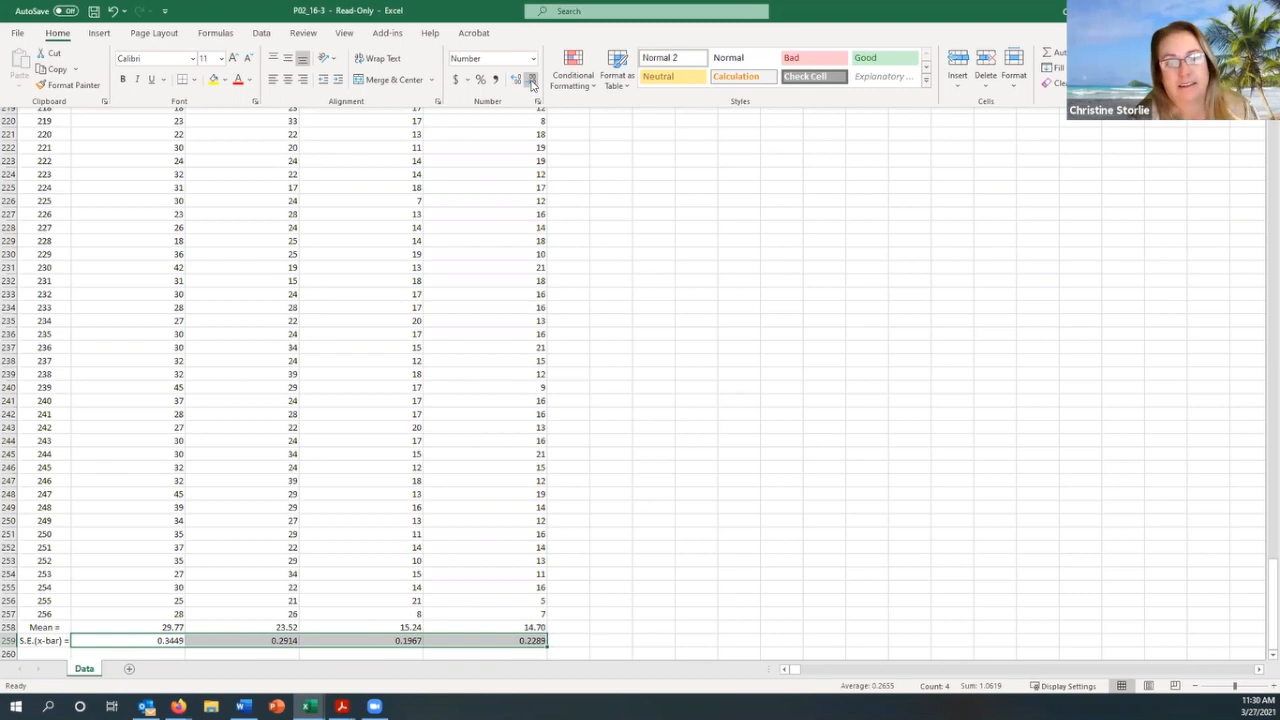 AutoSave Off P02_16-3 - Read-Only - Excel Search
File Home Insert Page Layout Formulas Data Review View Add-ins Help Acrobat
Cut Calibri 11 Wrap Text Number Normal 2 Normal Bad Good
Paste Copy Format Painter B I U A Merge & Center $ % Conditional Formatting Format as Table Neutral Calculation Check Cell Explanatory ... Insert Delete Format Fill
Clipboard Font Alignment Number Styles Cells
Christine Storlie
220 219 23 33 17 8
221 220 22 22 13 18
222 221 30 20 11 19
223 222 24 24 14 19
224 223 32 22 14 12
225 224 31 17 18 17
226 225 30 24 7 12
227 226 23 28 13 16
228 227 26 24 14 14
229 228 18 25 14 18
230 229 36 25 19 10
231 230 42 19 13 21
232 231 31 15 18 18
233 232 30 24 17 16
234 233 28 28 17 16
235 234 27 22 20 13
236 235 30 24 17 16
237 236 30 34 15 21
238 237 32 24 12 15
239 238 32 39 18 12
240 239 45 29 17 9
241 240 37 24 17 16
242 241 28 28 17 16
243 242 27 22 20 13
244 243 30 24 17 16
245 244 30 34 15 21
246 245 32 24 12 15
247 246 32 39 18 12
248 247 45 29 13 19
249 248 39 29 16 14
250 249 34 27 13 12
251 250 35 29 11 16
252 251 37 22 14 14
253 252 35 29 10 13
254 253 27 34 15 11
255 254 30 22 14 16
256 255 25 21 21 5
257 256 28 26 8 7
258 Mean = 29.77 23.52 15.24 14.70
259 S.E.(x-bar) = 0.3449 0.2914 0.1967 0.2289
260
Data
Ready Average: 0.2655 Count: 4 Sum: 1.0619 Display Settings
11:30 AM
3/27/2021